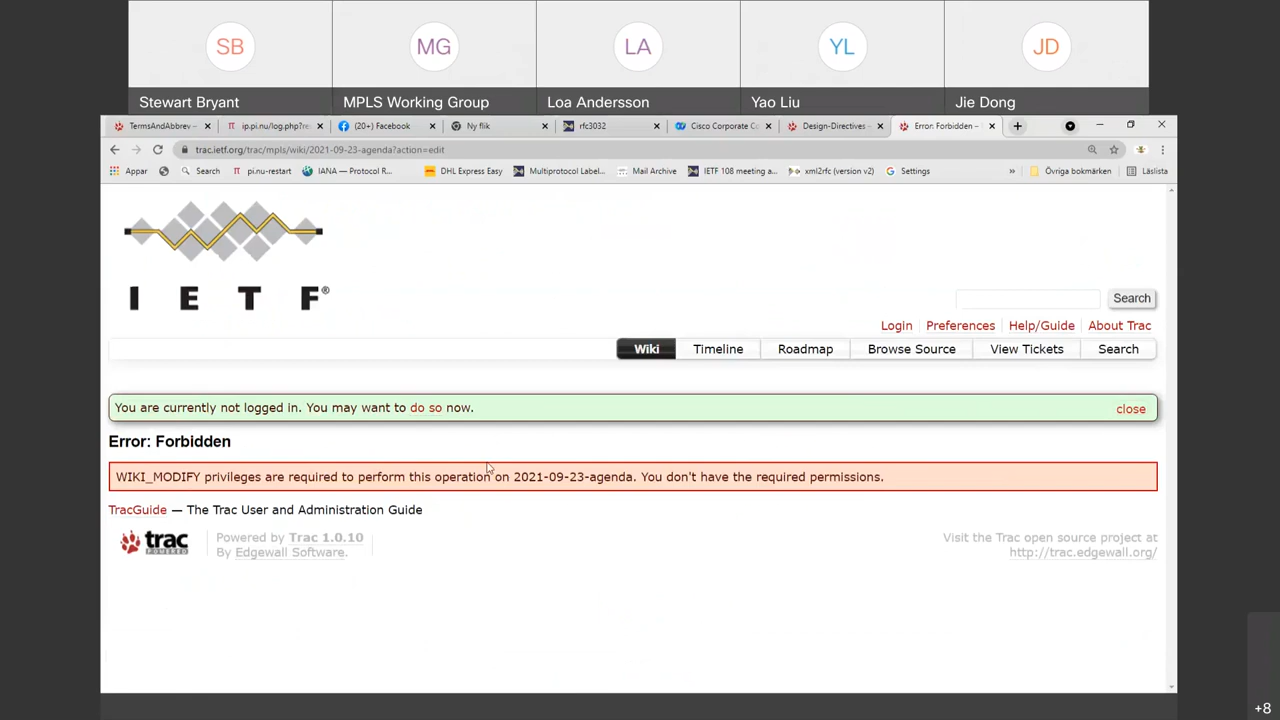 SB
MG
LA
YL
JD
Stewart Bryant
MPLS Working Group
Loa Andersson
Yao Liu
Jie Dong
TermsAndAbbrev –
ip.pi.nu/log.php?re
(20+) Facebook
Ny flik
rfc3032
Cisco Corporate C
Design-Directives –
Error: Forbidden –
trac.ietf.org/trac/mpls/wiki/2021-09-23-agenda?action=edit
Appar
Search
pi.nu-restart
IANA — Protocol R...
DHL Express Easy
Multiprotocol Label...
Mail Archive
IETF 108 meeting a...
xml2rfc (version v2)
Settings
»
Övriga bokmärken
Läslista
I E T F®
Search
Login
Preferences
Help/Guide
About Trac
Wiki
Timeline
Roadmap
Browse Source
View Tickets
Search
You are currently not logged in. You may want to do so now.
close
Error: Forbidden
WIKI_MODIFY privileges are required to perform this operation on 2021-09-23-agenda. You don't have the required permissions.
TracGuide — The Trac User and Administration Guide
trac
POWERED
Powered by Trac 1.0.10
By Edgewall Software.
Visit the Trac open source project at
http://trac.edgewall.org/
+8